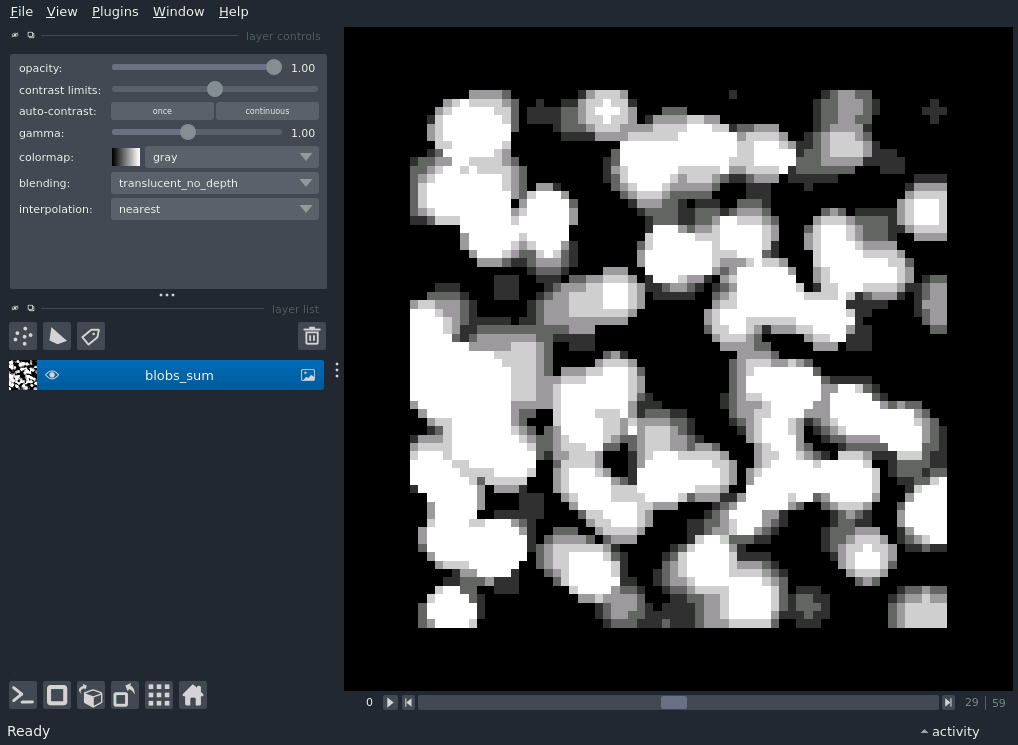 File View Plugins Window Help
layer controls
opacity: 1.00
contrast limits:
auto-contrast: once continuous
gamma: 1.00
colormap: gray
blending: translucent_no_depth
interpolation: nearest
layer list
blobs_sum
0 29 59
Ready activity